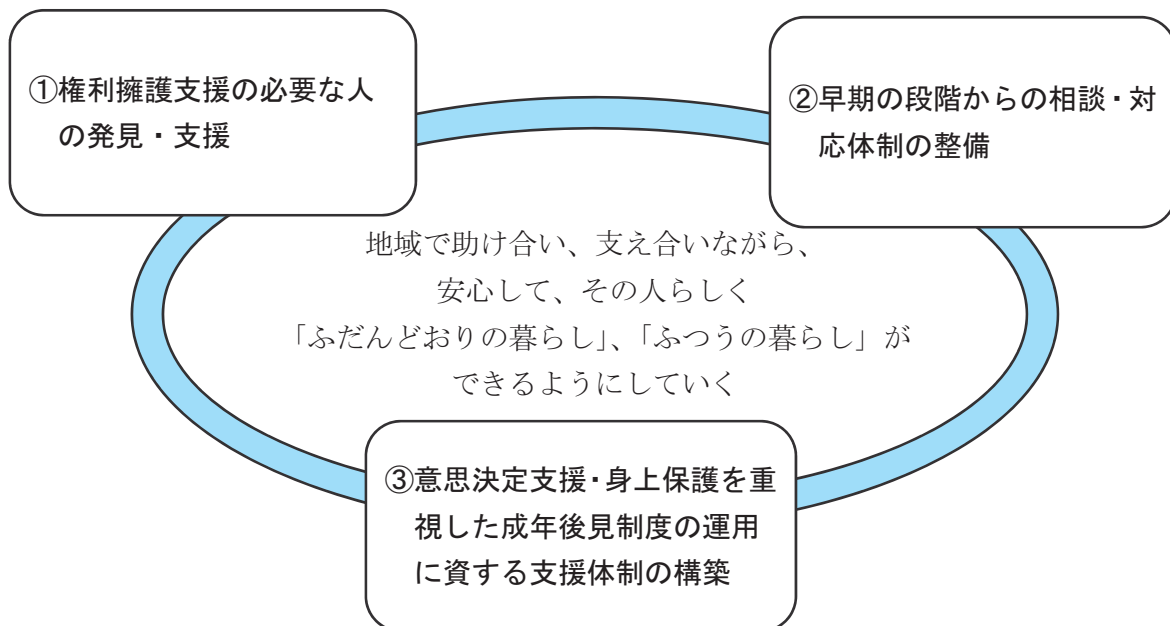 ①権利擁護支援の必要な人
の発見・支援
②早期の段階からの相談・対
応体制の整備
地域で助け合い、支え合いながら、
安心して、その人らしく
「ふだんどおりの暮らし」、「ふつうの暮らし」が
できるようにしていく
③意思決定支援・身上保護を重
視した成年後見制度の運用
に資する支援体制の構築